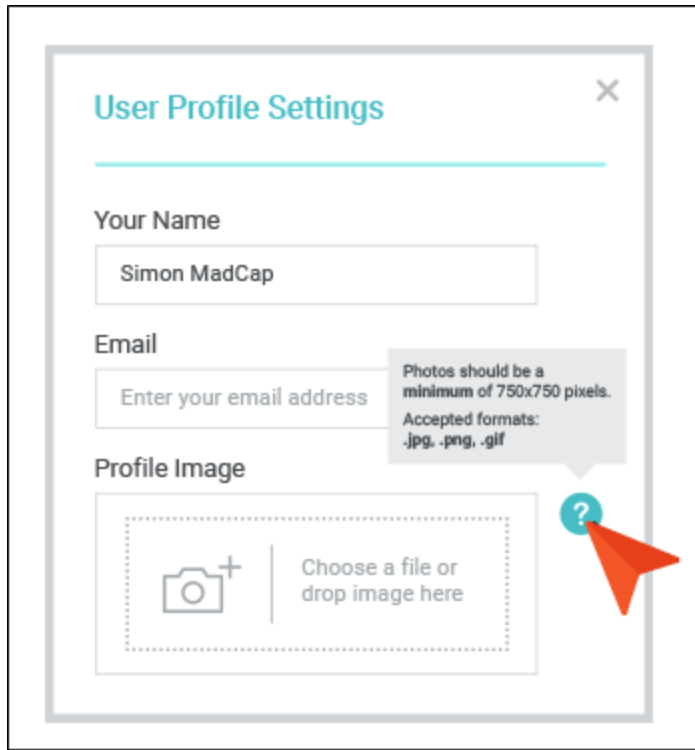 User Profile Settings
Your Name
Simon MadCap
Email
Enter your email address
Photos should be a
minimum of 750x750 pixels.
Accepted formats:
.jpg, .png, .gif
Profile Image
?
Choose a file or
drop image here